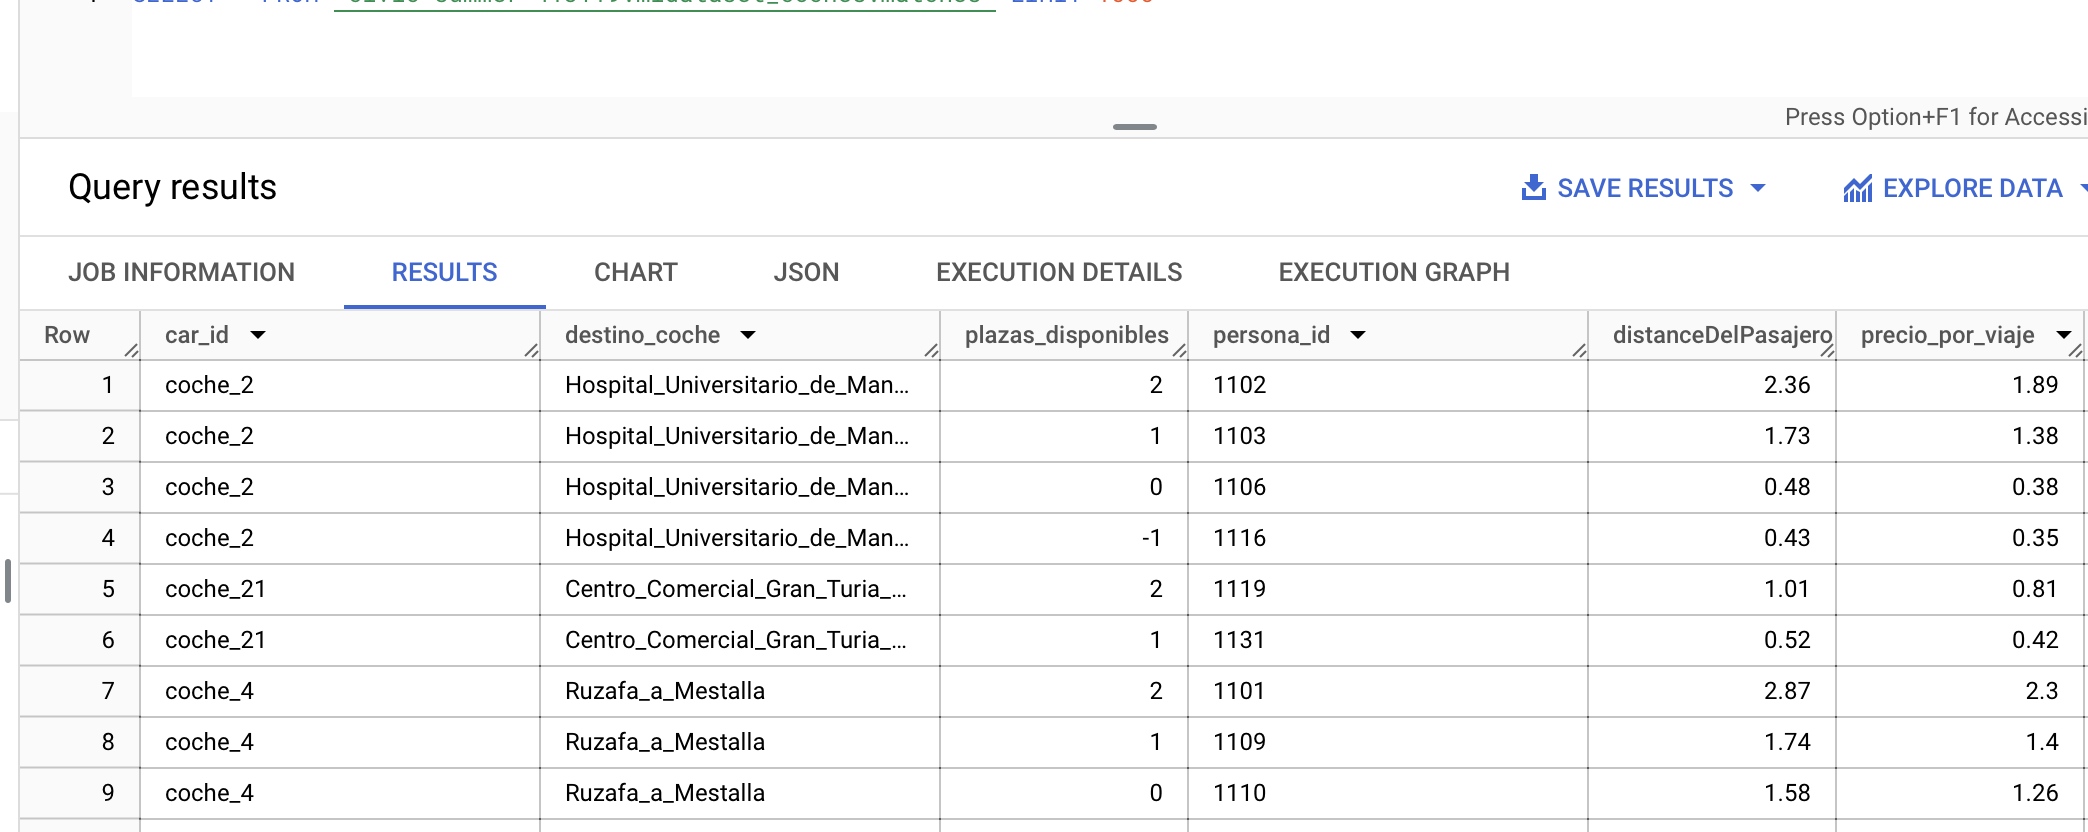 Press Option+F1 for Accessi
Query results
SAVE RESULTS
EXPLORE DATA
JOB INFORMATION RESULTS CHART JSON EXECUTION DETAILS EXECUTION GRAPH
Row car_id destino_coche plazas_disponibles persona_id distanceDelPasajero precio_por_viaje
1 coche_2 Hospital_Universitario_de_Man... 2 1102 2.36 1.89
2 coche_2 Hospital_Universitario_de_Man... 1 1103 1.73 1.38
3 coche_2 Hospital_Universitario_de_Man... 0 1106 0.48 0.38
4 coche_2 Hospital_Universitario_de_Man... -1 1116 0.43 0.35
5 coche_21 Centro_Comercial_Gran_Turia_... 2 1119 1.01 0.81
6 coche_21 Centro_Comercial_Gran_Turia_... 1 1131 0.52 0.42
7 coche_4 Ruzafa_a_Mestalla 2 1101 2.87 2.3
8 coche_4 Ruzafa_a_Mestalla 1 1109 1.74 1.4
9 coche_4 Ruzafa_a_Mestalla 0 1110 1.58 1.26